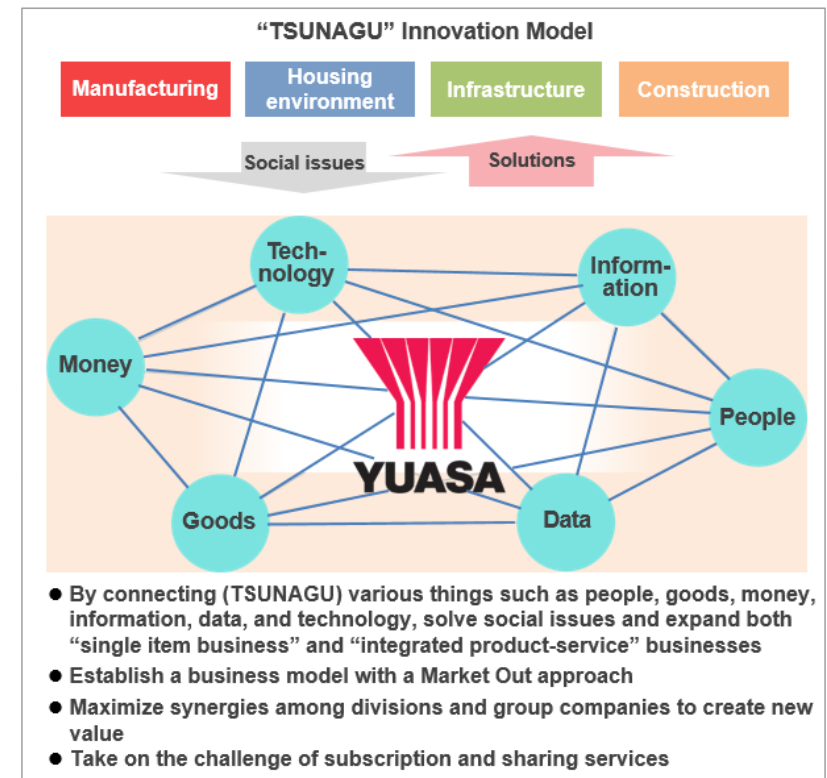 “TSUNAGU” Innovation Model
Manufacturing
Housing
environment
Infrastructure
Construction
Social issues
Solutions
Tech-
nology
Inform-
ation
Money
People
YUASA
Goods
Data
● By connecting (TSUNAGU) various things such as people, goods, money,
information, data, and technology, solve social issues and expand both
“single item business” and “integrated product-service” businesses
● Establish a business model with a Market Out approach
● Maximize synergies among divisions and group companies to create new
value
● Take on the challenge of subscription and sharing services